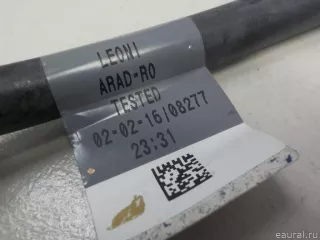 LEONI
ARAD-RO
TESTED
02-02-16/08277
23:31
eaural.ru